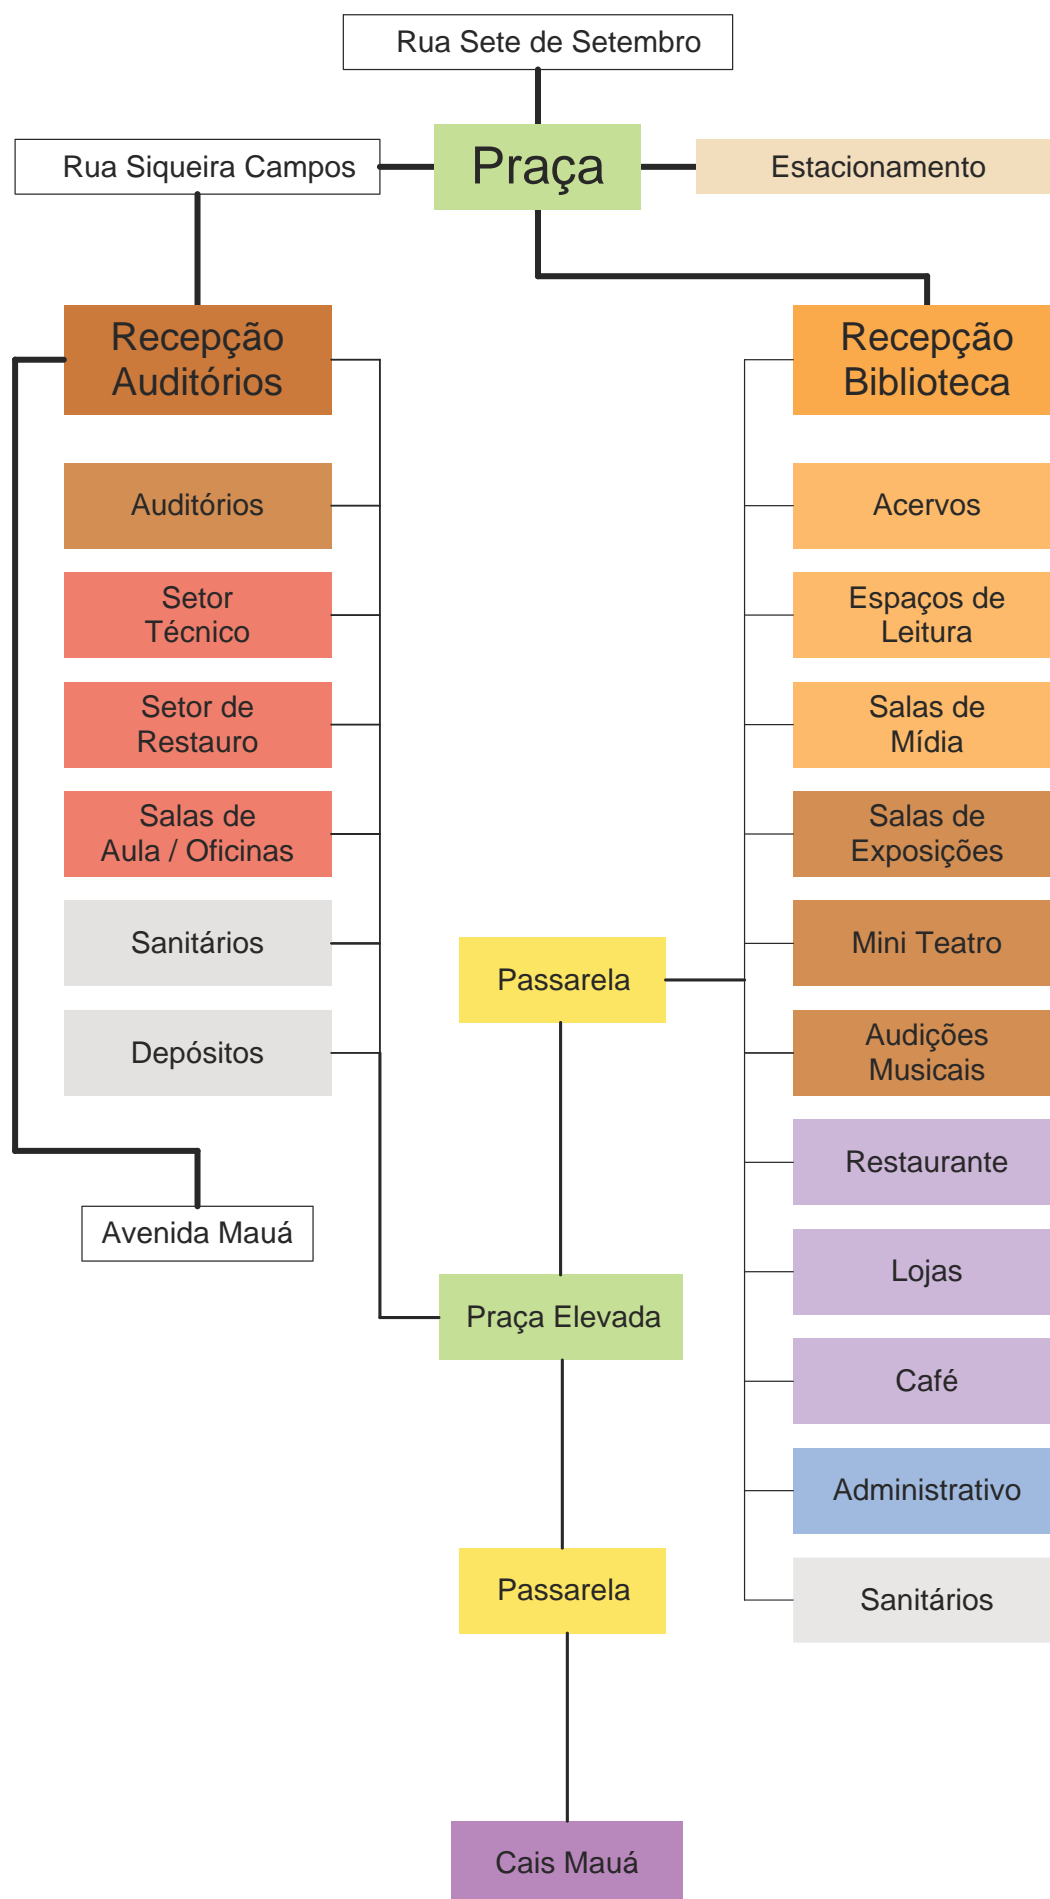 Rua Sete de Setembro
Rua Siqueira Campos
Praça
Estacionamento
Recepção
Auditórios
Auditórios
Setor
Técnico
Setor de
Restauro
Salas de
Aula / Oficinas
Sanitários
Depósitos
Avenida Mauá
Recepção
Biblioteca
Acervos
Espaços de
Leitura
Salas de
Mídia
Salas de
Exposições
Mini Teatro
Audições
Musicais
Restaurante
Lojas
Café
Administrativo
Sanitários
Passarela
Praça Elevada
Passarela
Cais Mauá